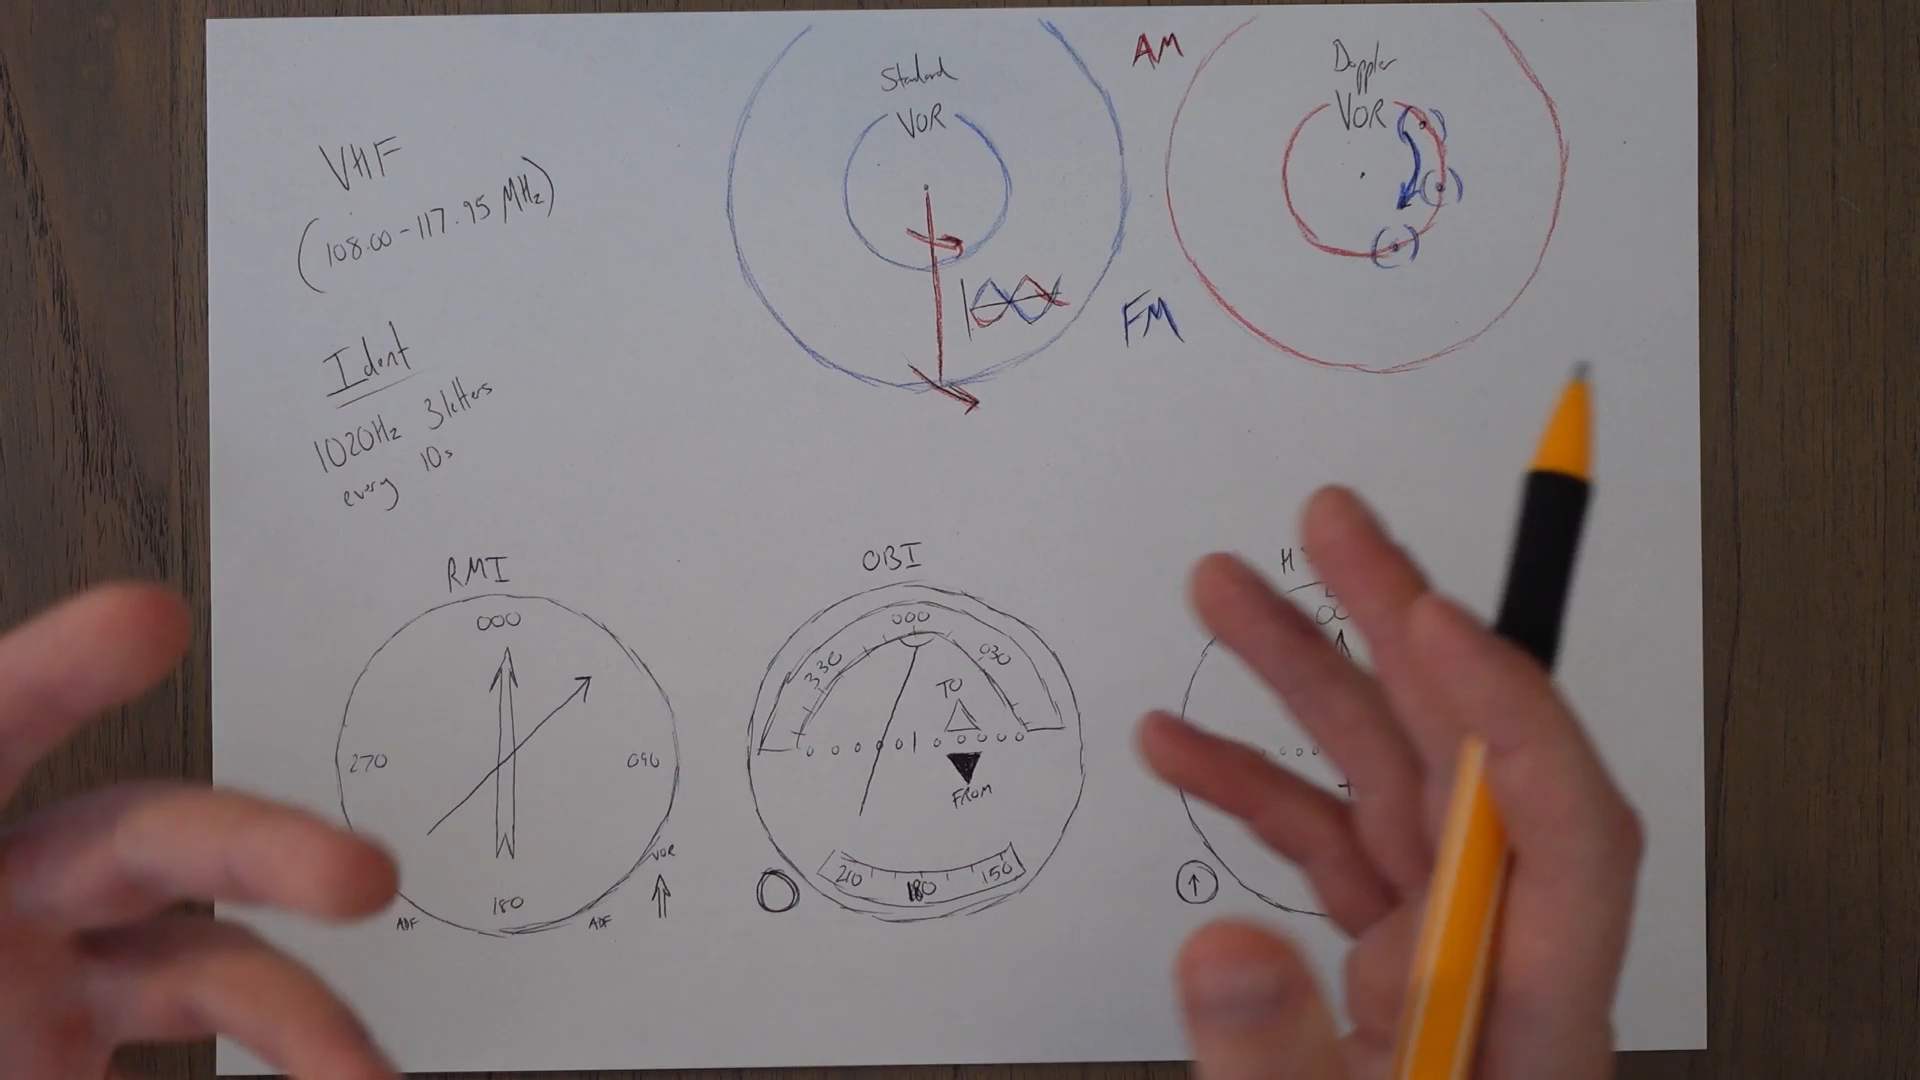 Standard
VOR
AM
Doppler
VOR
VHF
(108.00-117.95 MHz)
FM
Ident
1020Hz 3 letters
every 10s
RMI
000
270
090
180
ADF
ADF
VOR
OBI
000
330
030
TO
FROM
210
180
150
H